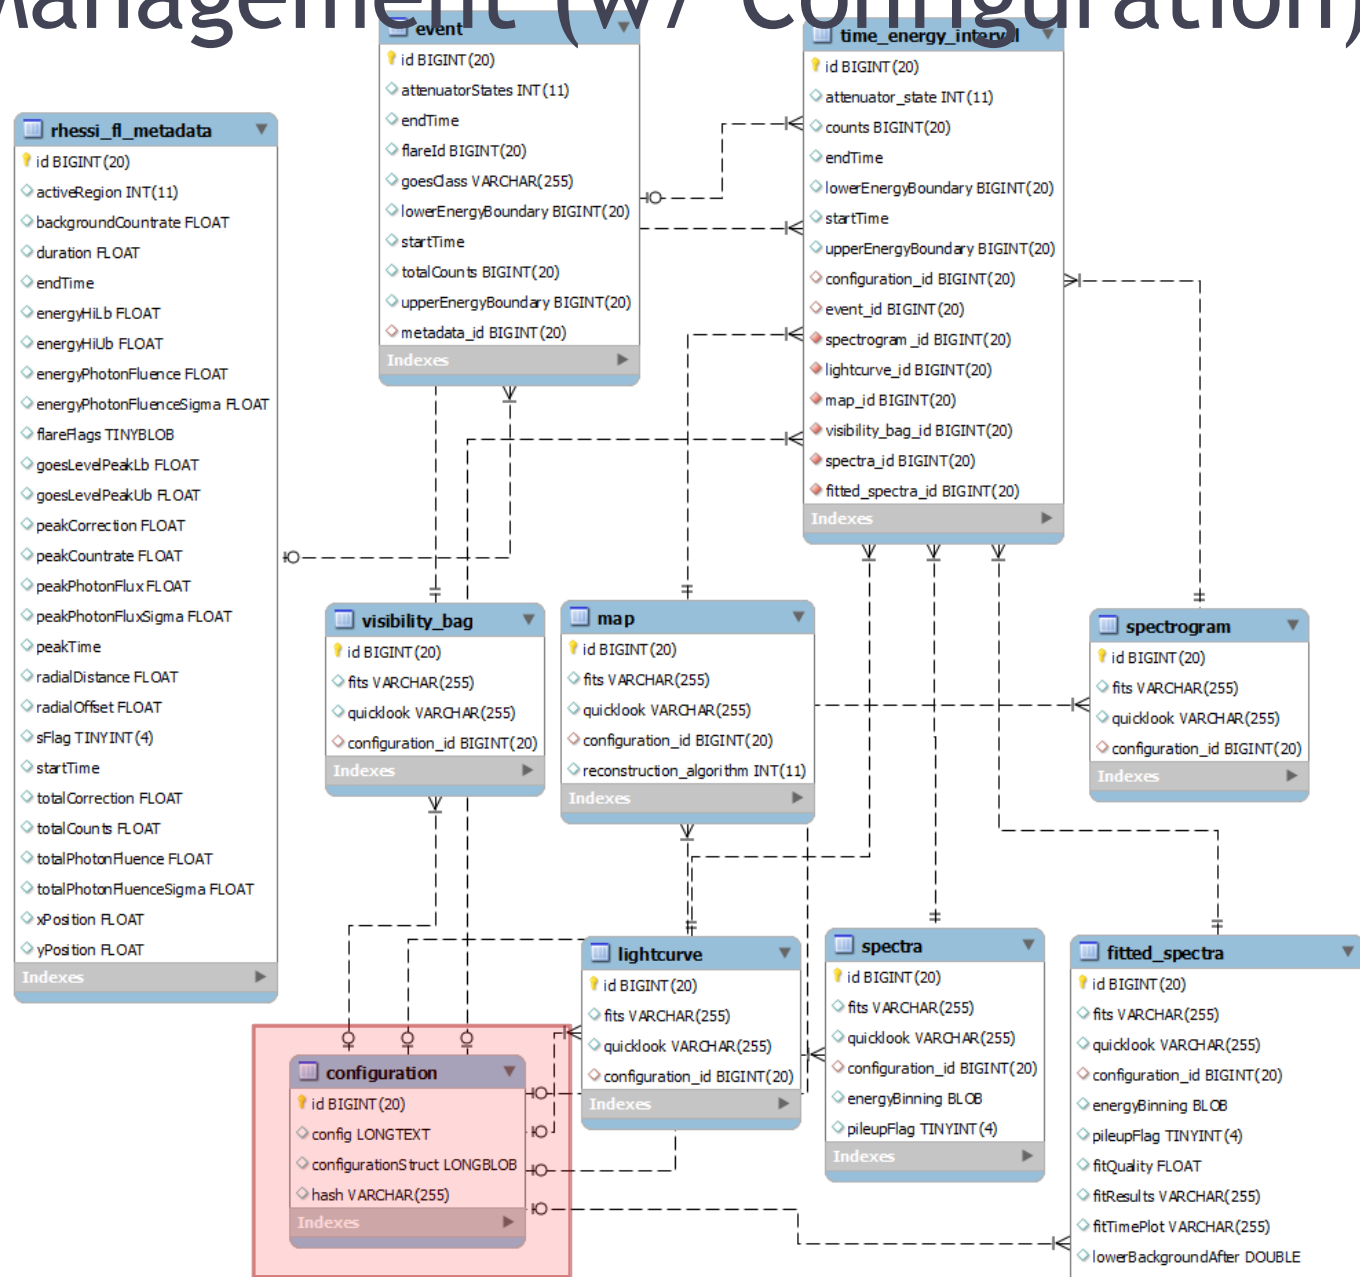 Management (w/ Configuration)
rhessi_fl_metadata
id BIGINT(20)
activeRegion INT(11)
backgroundCountrate FLOAT
duration FLOAT
endTime
energyHiLb FLOAT
energyHiUb FLOAT
energyPhotonFluence FLOAT
energyPhotonFluenceSigma FLOAT
flareFlags TINYBLOB
goesLevelPeakLb FLOAT
goesLevelPeakUb FLOAT
peakCorrection FLOAT
peakCountrate FLOAT
peakPhotonFlux FLOAT
peakPhotonFluxSigma FLOAT
peakTime
radialDistance FLOAT
radialOffset FLOAT
sFlag TINYINT(4)
startTime
totalCorrection FLOAT
totalCounts FLOAT
totalPhotonFluence FLOAT
totalPhotonFluenceSigma FLOAT
xPosition FLOAT
yPosition FLOAT
Indexes
event
id BIGINT(20)
attenuatorStates INT(11)
endTime
flareId BIGINT(20)
goesClass VARCHAR(255)
lowerEnergyBoundary BIGINT(20)
startTime
totalCounts BIGINT(20)
upperEnergyBoundary BIGINT(20)
metadata_id BIGINT(20)
Indexes
time_energy_interval
id BIGINT(20)
attenuator_state INT(11)
counts BIGINT(20)
endTime
lowerEnergyBoundary BIGINT(20)
startTime
upperEnergyBoundary BIGINT(20)
configuration_id BIGINT(20)
event_id BIGINT(20)
spectrogram_id BIGINT(20)
lightcurve_id BIGINT(20)
map_id BIGINT(20)
visibility_bag_id BIGINT(20)
spectra_id BIGINT(20)
fitted_spectra_id BIGINT(20)
Indexes
visibility_bag
id BIGINT(20)
fits VARCHAR(255)
quicklook VARCHAR(255)
configuration_id BIGINT(20)
Indexes
map
id BIGINT(20)
fits VARCHAR(255)
quicklook VARCHAR(255)
configuration_id BIGINT(20)
reconstruction_algorithm INT(11)
Indexes
spectrogram
id BIGINT(20)
fits VARCHAR(255)
quicklook VARCHAR(255)
configuration_id BIGINT(20)
Indexes
configuration
id BIGINT(20)
config LONGTEXT
configurationStruct LONGBLOB
hash VARCHAR(255)
Indexes
lightcurve
id BIGINT(20)
fits VARCHAR(255)
quicklook VARCHAR(255)
configuration_id BIGINT(20)
Indexes
spectra
id BIGINT(20)
fits VARCHAR(255)
quicklook VARCHAR(255)
configuration_id BIGINT(20)
energyBinning BLOB
pileupFlag TINYINT(4)
Indexes
fitted_spectra
id BIGINT(20)
fits VARCHAR(255)
quicklook VARCHAR(255)
configuration_id BIGINT(20)
energyBinning BLOB
pileupFlag TINYINT(4)
fitQuality FLOAT
fitResults VARCHAR(255)
fitTimePlot VARCHAR(255)
lowerBackgroundAfter DOUBLE